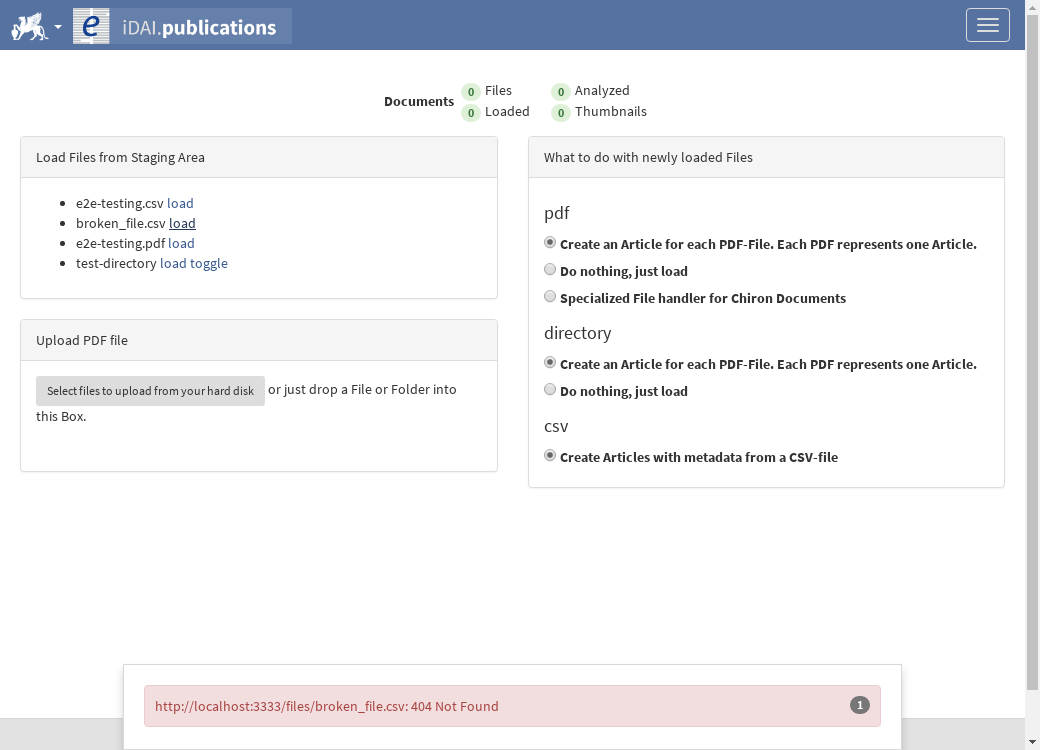 e iDAI.publications
Documents
0 Files
0 Analyzed
0 Loaded
0 Thumbnails
Load Files from Staging Area
e2e-testing.csv load
broken_file.csv load
e2e-testing.pdf load
test-directory load toggle
Upload PDF file
Select files to upload from your hard disk or just drop a File or Folder into
this Box.
What to do with newly loaded Files
pdf
Create an Article for each PDF-File. Each PDF represents one Article.
Do nothing, just load
Specialized File handler for Chiron Documents
directory
Create an Article for each PDF-File. Each PDF represents one Article.
Do nothing, just load
csv
Create Articles with metadata from a CSV-file
http://localhost:3333/files/broken_file.csv: 404 Not Found 1